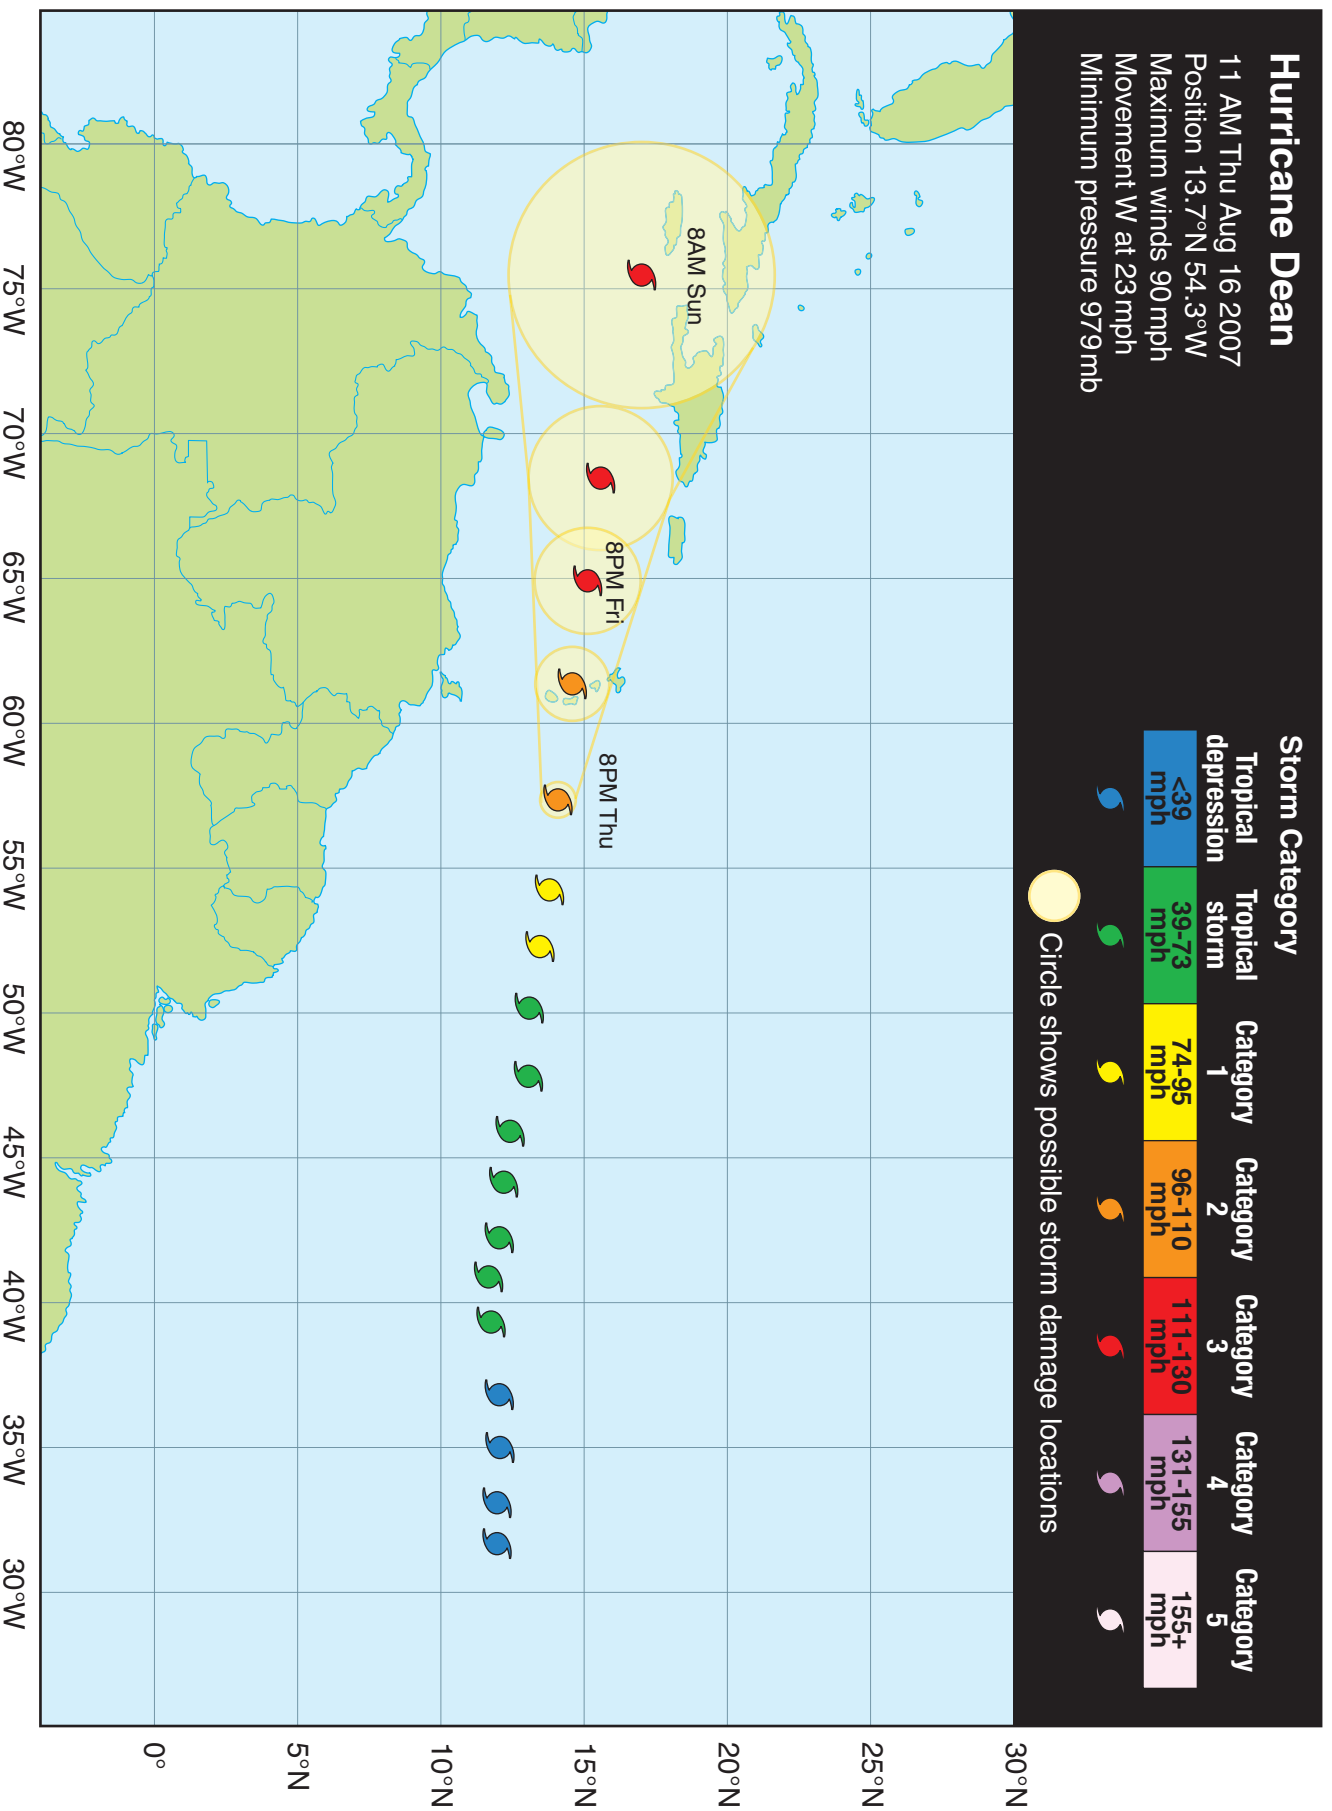 Hurricane Dean
11 AM Thu Aug 16 2007
Position 13.7°N 54.3°W
Maximum winds 90 mph
Movement W at 23 mph
Minimum pressure 979 mb
Storm Category
Tropical depression
Tropical storm
Category 1
Category 2
Category 3
Category 4
Category 5
<39 mph
39-73 mph
74-95 mph
96-110 mph
111-130 mph
131-155 mph
155+ mph
Circle shows possible storm damage locations
30°N
25°N
20°N
15°N
10°N
5°N
0°
8AM Sun
8PM Fri
8PM Thu
80°W
75°W
70°W
65°W
60°W
55°W
50°W
45°W
40°W
35°W
30°W